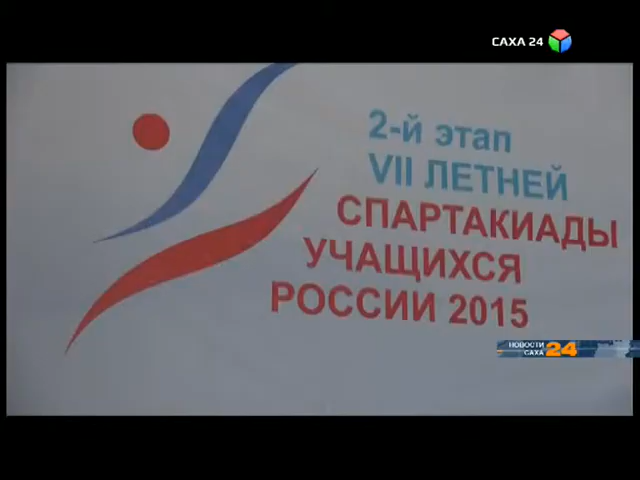 САХА 24
2-й этап
VII ЛЕТНЕЙ
СПАРТАКИАДЫ
УЧАЩИХСЯ
РОССИИ 2015
НОВОСТИ
САХА 24